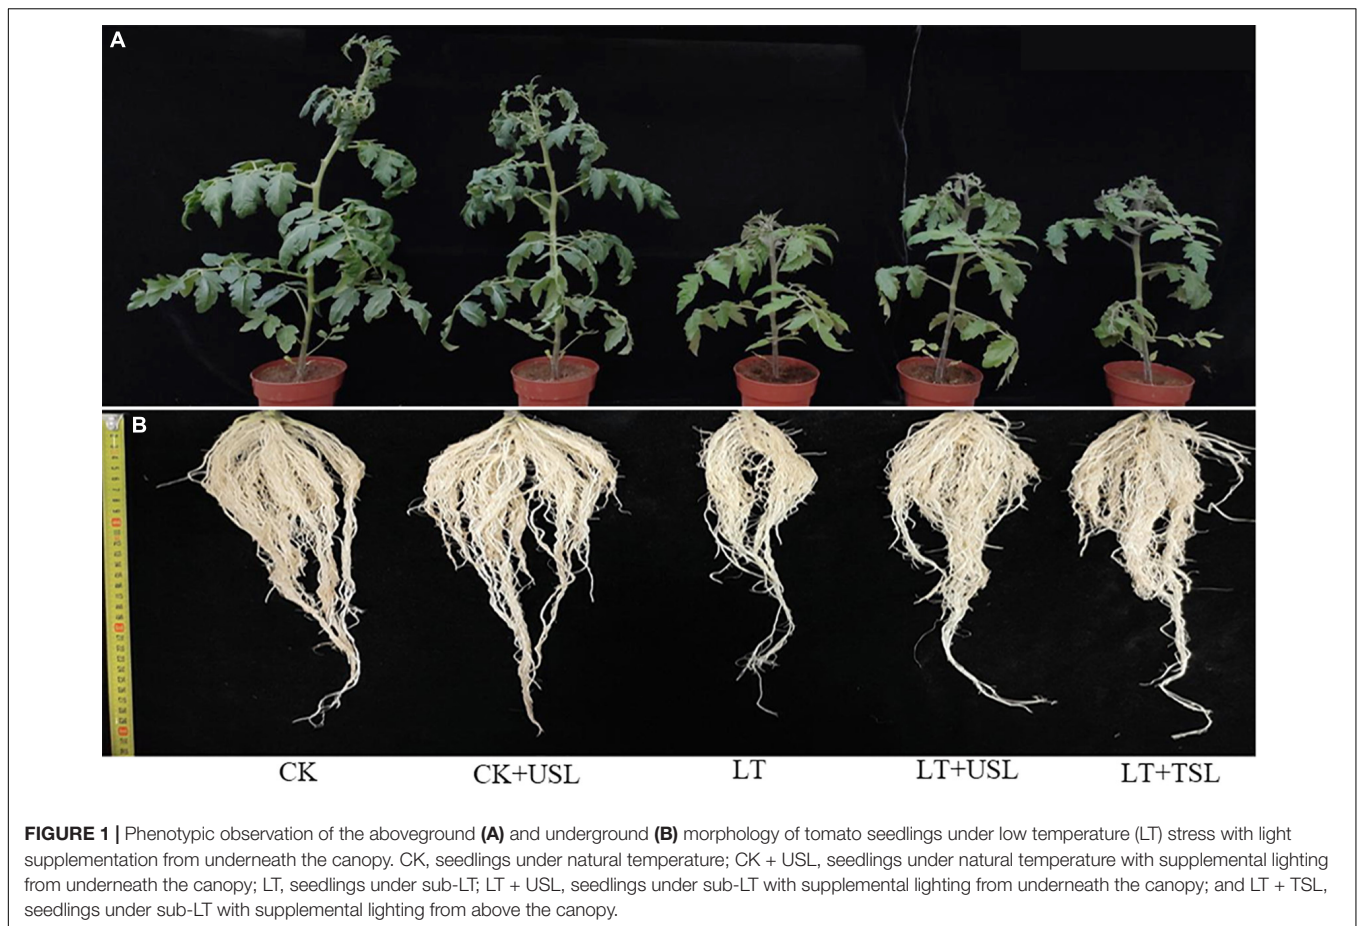 A
B
CK CK+USL LT LT+USL LT+TSL
FIGURE 1 | Phenotypic observation of the aboveground (A) and underground (B) morphology of tomato seedlings under low temperature (LT) stress with light
supplementation from underneath the canopy. CK, seedlings under natural temperature; CK + USL, seedlings under natural temperature with supplemental lighting
from underneath the canopy; LT, seedlings under sub-LT; LT + USL, seedlings under sub-LT with supplemental lighting from underneath the canopy; and LT + TSL,
seedlings under sub-LT with supplemental lighting from above the canopy.